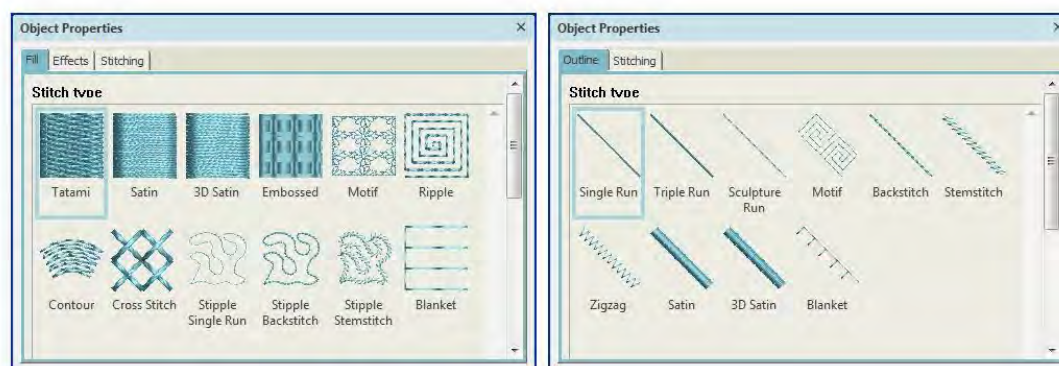 Object Properties
Fill Effects Stitching
Stitch type
Tatami Satin 3D Satin Embossed Motif Ripple
Contour Cross Stitch Stipple Single Run Stipple Backstitch Stipple Stemstitch Blanket
Object Properties
Outline Stitching
Stitch type
Single Run Triple Run Sculpture Run Motif Backstitch Stemstitch
Zigzag Satin 3D Satin Blanket